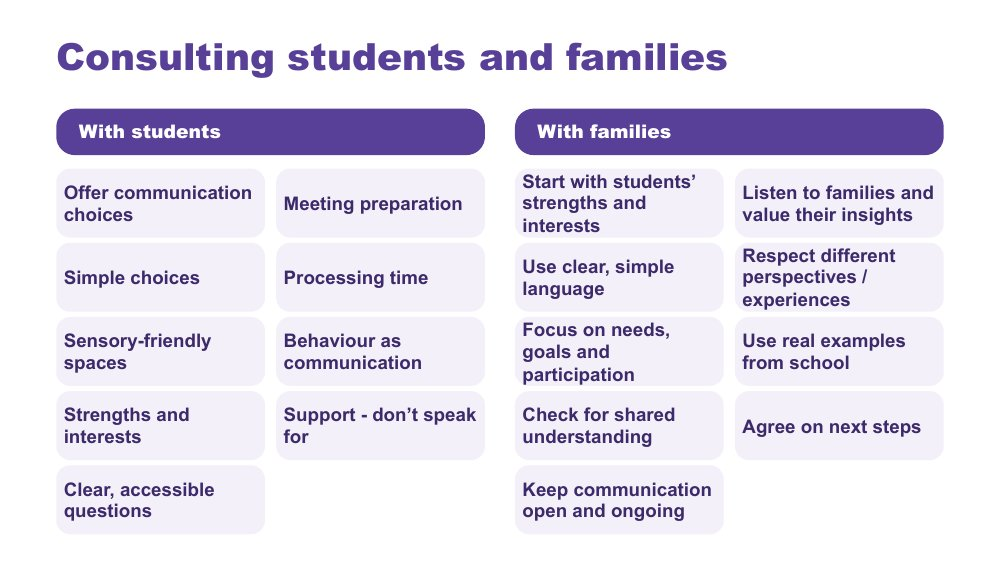 Consulting students and families
With students
Offer communication
choices
Meeting preparation
Simple choices
Processing time
Sensory-friendly
spaces
Behaviour as
communication
Strengths and
interests
Support - don’t speak
for
Clear, accessible
questions
With families
Start with students’
strengths and
interests
Listen to families and
value their insights
Use clear, simple
language
Respect different
perspectives /
experiences
Focus on needs,
goals and
participation
Use real examples
from school
Check for shared
understanding
Agree on next steps
Keep communication
open and ongoing